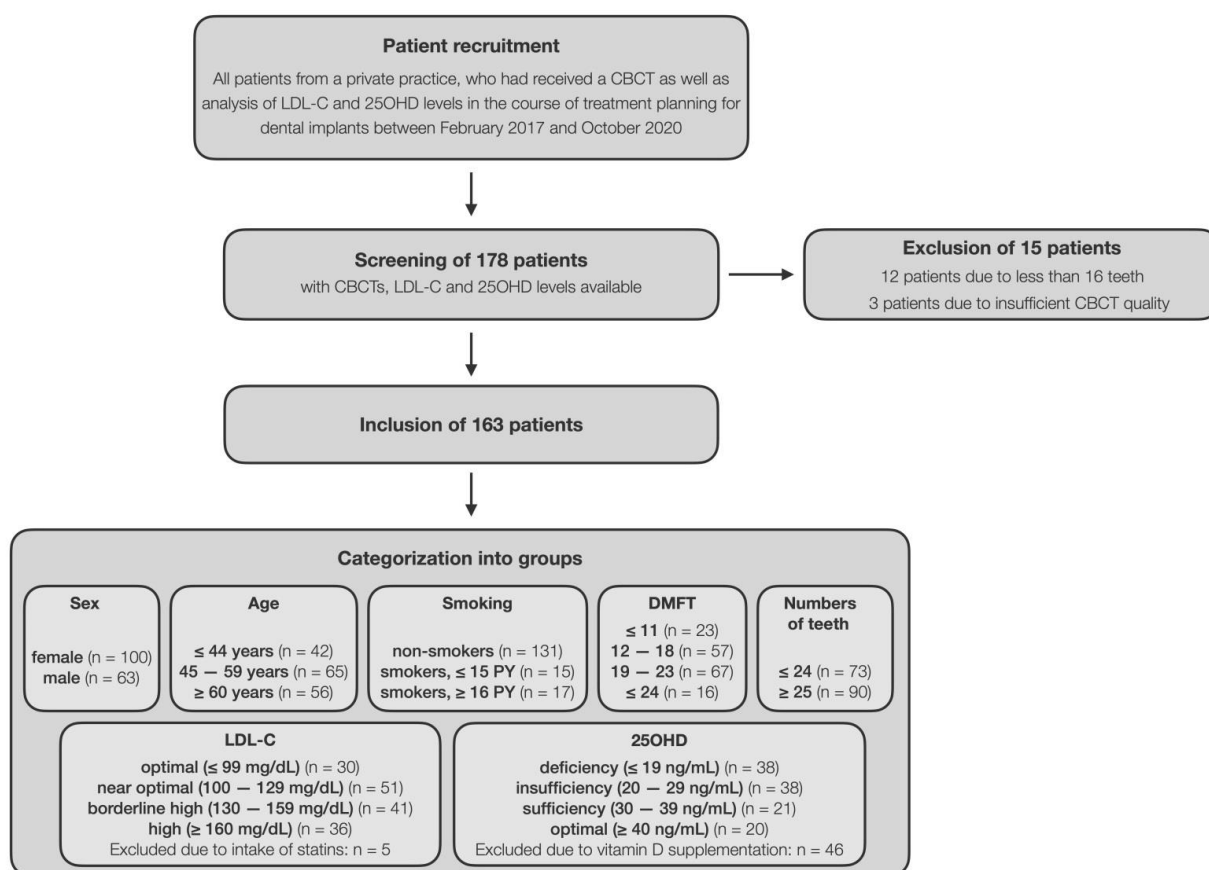 Patient recruitment
All patients from a private practice, who had received a CBCT as well as
analysis of LDL-C and 25OHD levels in the course of treatment planning for
dental implants between February 2017 and October 2020
Screening of 178 patients
with CBCTs, LDL-C and 25OHD levels available
Exclusion of 15 patients
12 patients due to less than 16 teeth
3 patients due to insufficient CBCT quality
Inclusion of 163 patients
Categorization into groups
Sex
female (n = 100)
male (n = 63)
Age
≤ 44 years (n = 42)
45 – 59 years (n = 65)
≥ 60 years (n = 56)
Smoking
non-smokers (n = 131)
smokers, ≤ 15 PY (n = 15)
smokers, ≥ 16 PY (n = 17)
DMFT
≤ 11 (n = 23)
12 – 18 (n = 57)
19 – 23 (n = 67)
≤ 24 (n = 16)
Numbers
of teeth
≤ 24 (n = 73)
≥ 25 (n = 90)
LDL-C
optimal (≤ 99 mg/dL) (n = 30)
near optimal (100 – 129 mg/dL) (n = 51)
borderline high (130 – 159 mg/dL) (n = 41)
high (≥ 160 mg/dL) (n = 36)
Excluded due to intake of statins: n = 5
25OHD
deficiency (≤ 19 ng/mL) (n = 38)
insufficiency (20 – 29 ng/mL) (n = 38)
sufficiency (30 – 39 ng/mL) (n = 21)
optimal (≥ 40 ng/mL) (n = 20)
Excluded due to vitamin D supplementation: n = 46